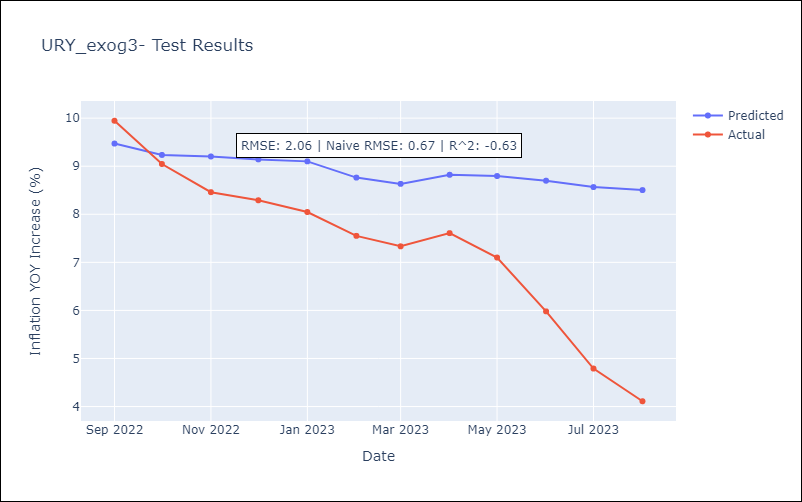 URY_exog3- Test Results
Predicted
Actual
RMSE: 2.06 | Naive RMSE: 0.67 | R^2: -0.63
Inflation YOY Increase (%)
10
9
8
7
6
5
4
Sep 2022
Nov 2022
Jan 2023
Mar 2023
May 2023
Jul 2023
Date